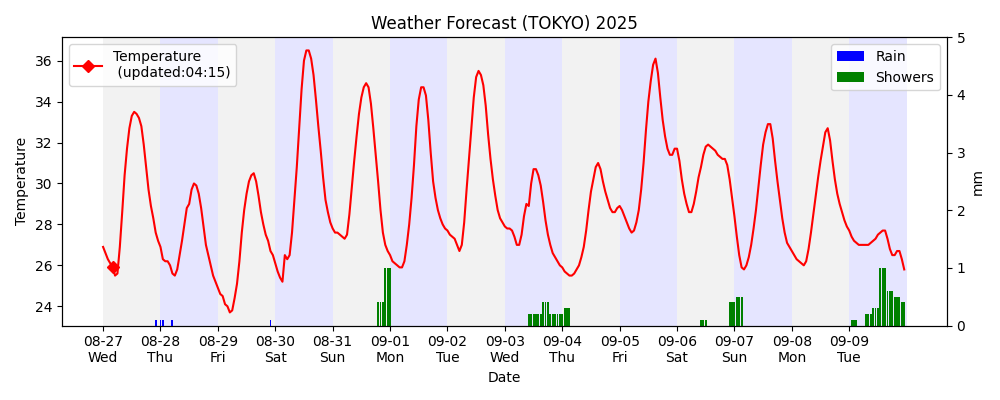 Weather Forecast (TOKYO) 2025
Temperature
(updated:04:15)
Rain
Showers
Temperature
36
34
32
30
28
26
24
5
4
3
2
1
0
mm
08-27 08-28 08-29 08-30 08-31 09-01 09-02 09-03 09-04 09-05 09-06 09-07 09-08 09-09
Wed Thu Fri Sat Sun Mon Tue Wed Thu Fri Sat Sun Mon Tue
Date